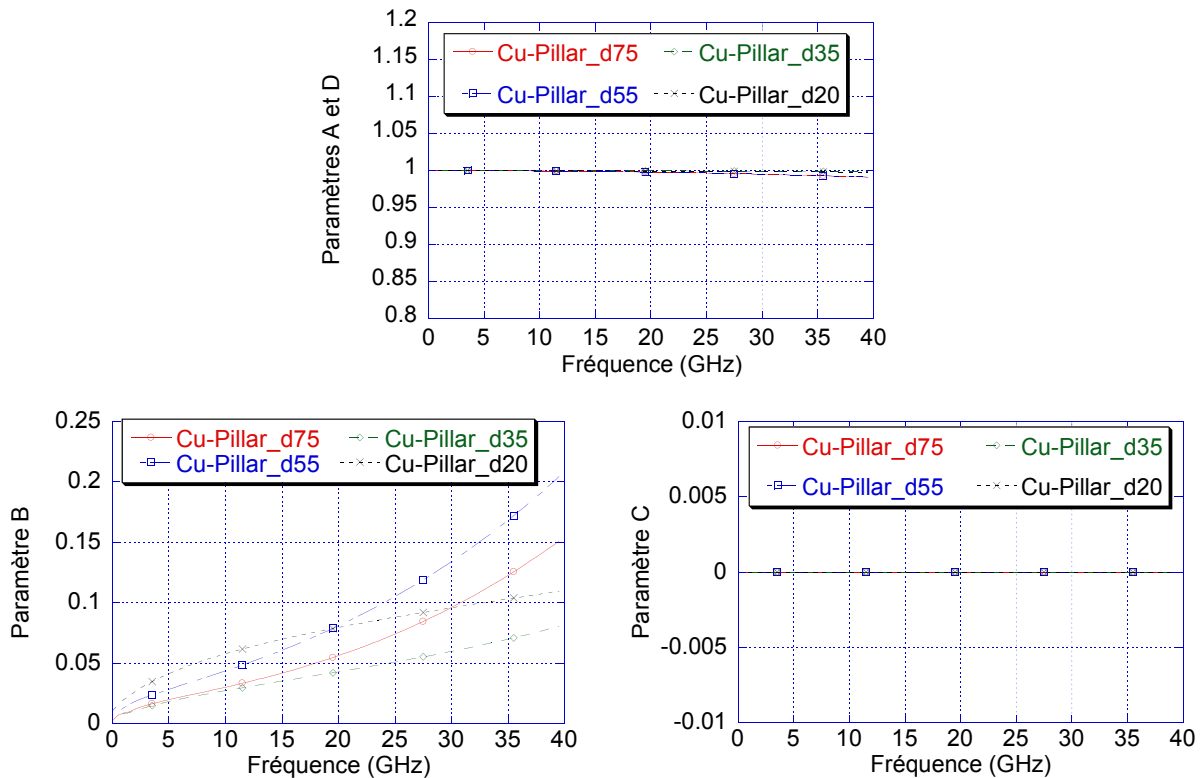 1.2
1.15
1.1
1.05
1
0.95
0.9
0.85
0.8
Paramètres A et D
Cu-Pillar_d75
Cu-Pillar_d35
Cu-Pillar_d55
Cu-Pillar_d20
0 5 10 15 20 25 30 35 40
Fréquence (GHz)
0.25
0.2
0.15
0.1
0.05
0
Paramètre B
Cu-Pillar_d75
Cu-Pillar_d35
Cu-Pillar_d55
Cu-Pillar_d20
0 5 10 15 20 25 30 35 40
Fréquence (GHz)
0.01
0.005
0
-0.005
-0.01
Paramètre C
Cu-Pillar_d75
Cu-Pillar_d35
Cu-Pillar_d55
Cu-Pillar_d20
0 5 10 15 20 25 30 35 40
Fréquence (GHz)